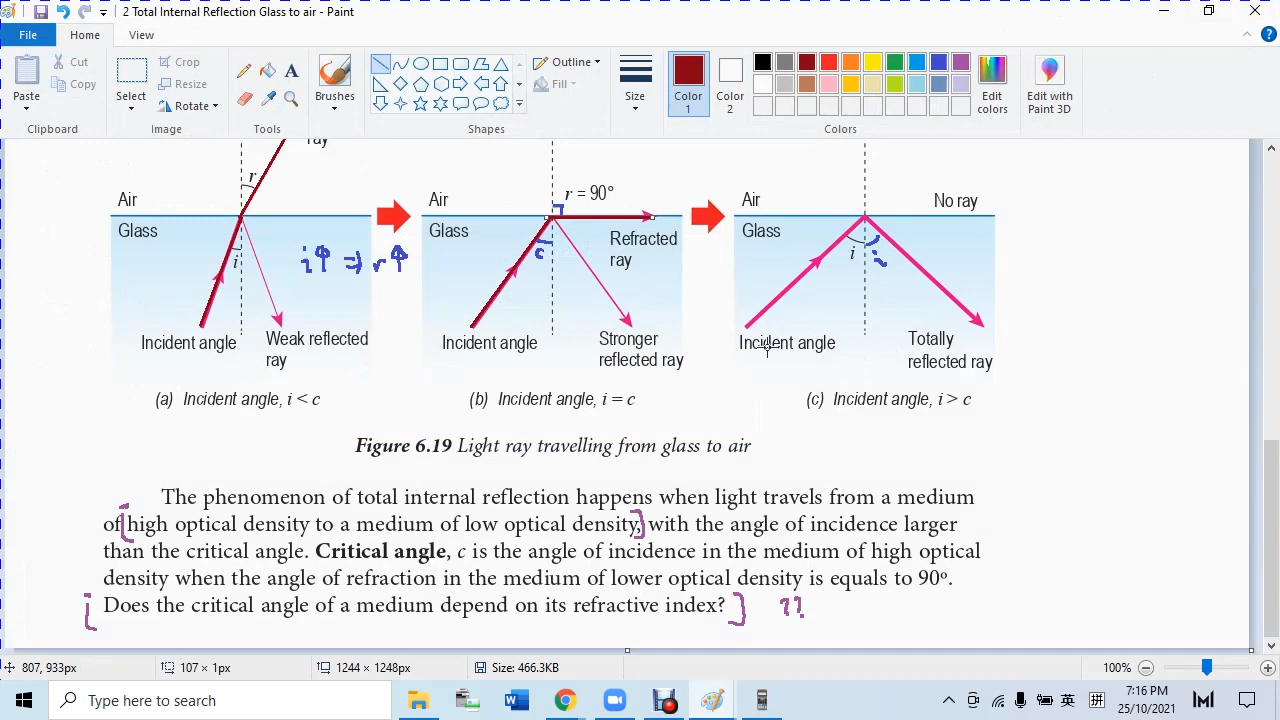 2 Total Internal Reflection Glass to air - Paint
File Home View
Paste
Cut
Copy
Clipboard
Select
Crop
Resize
Rotate
Image
A
Tools
Brushes
Outline
Fill
Shapes
Size
Color 1
Color 2
Edit colors
Edit with Paint 3D
Colors
ray
r
Air
Glass
i
i↑ ⇒ r↑
Incident angle
Weak reflected
ray
(a) Incident angle, i < c
Air
Glass
r = 90°
c
Refracted
ray
Incident angle
Stronger
reflected ray
(b) Incident angle, i = c
Air
Glass
No ray
i
i
Incident angle
Totally
reflected ray
(c) Incident angle, i > c
Figure 6.19 Light ray travelling from glass to air
The phenomenon of total internal reflection happens when light travels from a medium
of [high optical density to a medium of low optical density,] with the angle of incidence larger
than the critical angle. Critical angle, c is the angle of incidence in the medium of high optical
density when the angle of refraction in the medium of lower optical density is equals to 90º.
[Does the critical angle of a medium depend on its refractive index?] ??
807, 933px
107 × 1px
1244 × 1248px
Size: 466.3KB
100%
Type here to search
英
拼
7:16 PM
25/10/2021